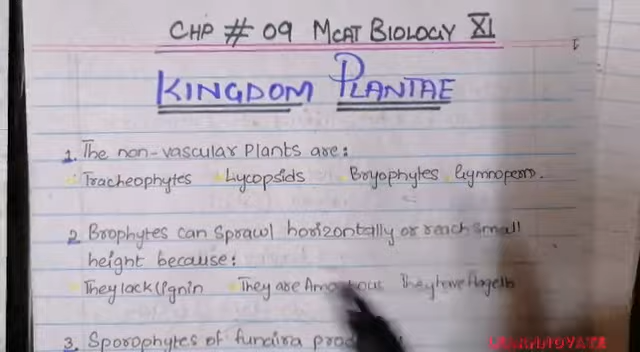 CHP # 09 MCAT BIOLOGY XI
KINGDOM PLANTAE
1. The non-vascular Plants are:
Tracheophytes Lycopsids Bryophytes Gymnosperm.
2. Brophytes can Sprawl horizontally or reach small
height because:
They lack lignin They are They have flagella
3. Sporophytes of funaira